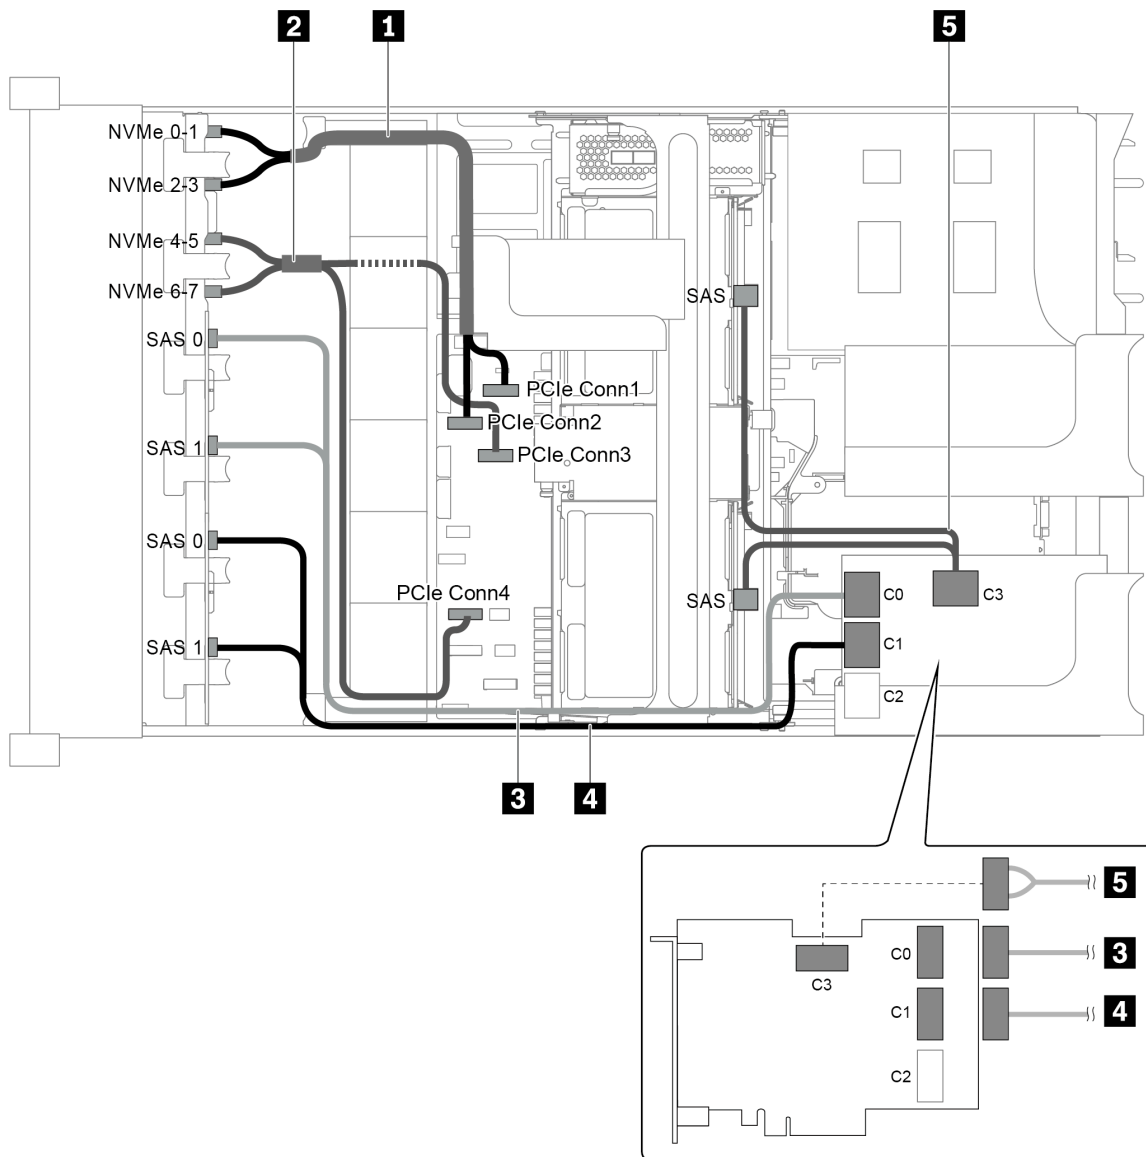 2
1
5
NVMe 0-1
NVMe 2-3
NVMe 4-5
NVMe 6-7
SAS
SAS 0
PCIe Conn1
PCIe Conn2
SAS 1
PCIe Conn3
SAS 0
PCIe Conn4
SAS
C0
C3
SAS 1
C1
C2
3
4
5
C0
3
C3
C1
4
C2